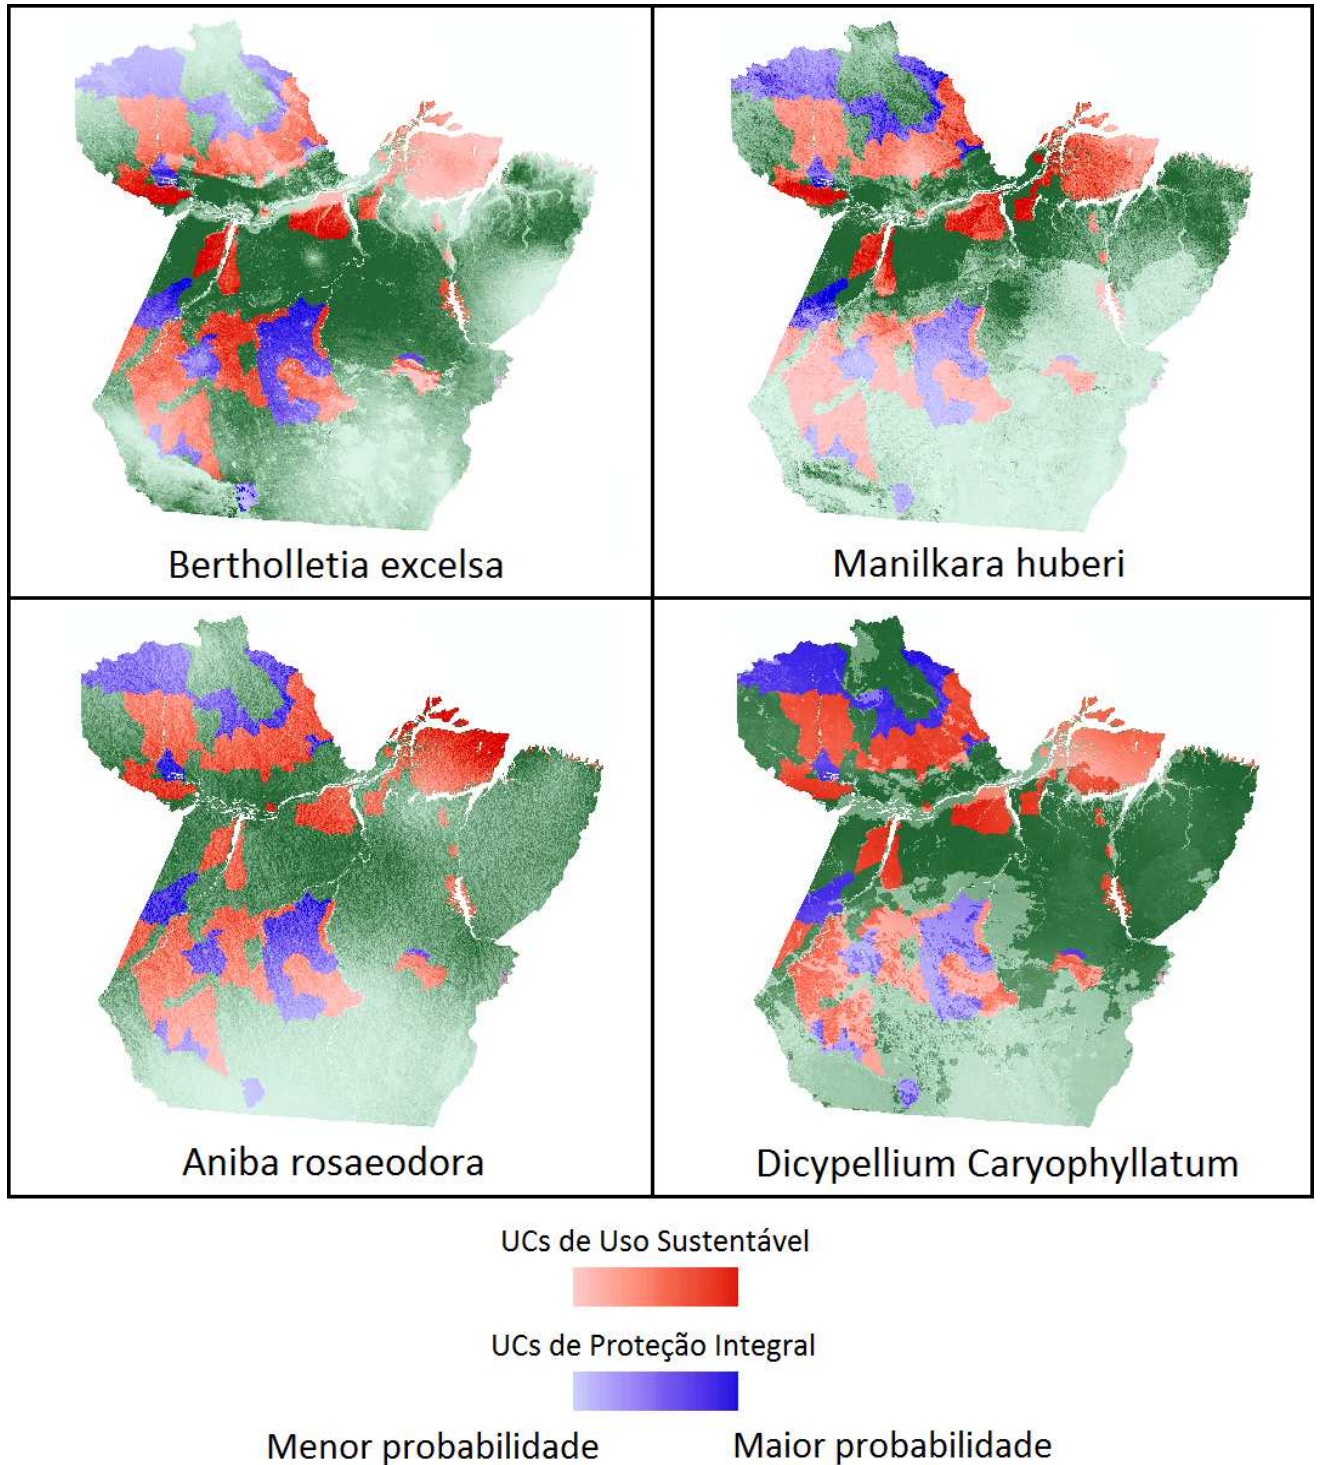 Bertholletia excelsa
Manilkara huberi
Aniba rosaeodora
Dicypellium Caryophyllatum
UCs de Uso Sustentável
UCs de Proteção Integral
Menor probabilidade
Maior probabilidade